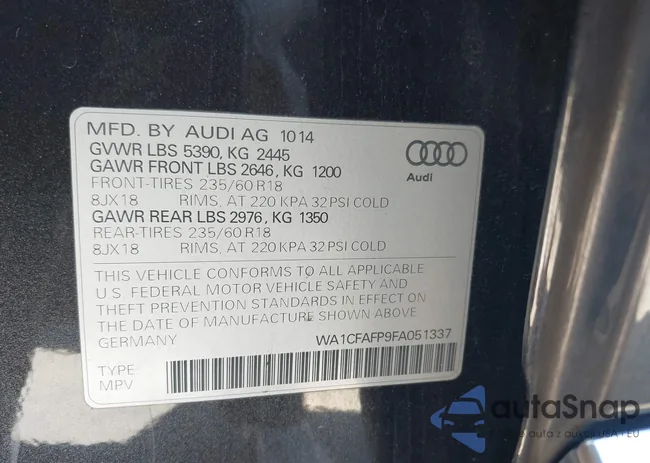 MFD. BY AUDI AG 10 14
GVWR LBS 5390, KG 2445
GAWR FRONT LBS 2646, KG 1200
FRONT-TIRES 235/60 R18
8JX18 RIMS, AT 220 KPA 32 PSI COLD
GAWR REAR LBS 2976, KG 1350
REAR-TIRES 235/60 R18
8JX18 RIMS, AT 220 KPA 32 PSI COLD
Audi
THIS VEHICLE CONFORMS TO ALL APPLICABLE
U.S. FEDERAL MOTOR VEHICLE SAFETY AND
THEFT PREVENTION STANDARDS IN EFFECT ON
THE DATE OF MANUFACTURE SHOWN ABOVE
GERMANY WA1CFAFP9FA051337
TYPE:
MPV
autoSnap
auta z aukcji USA i EU